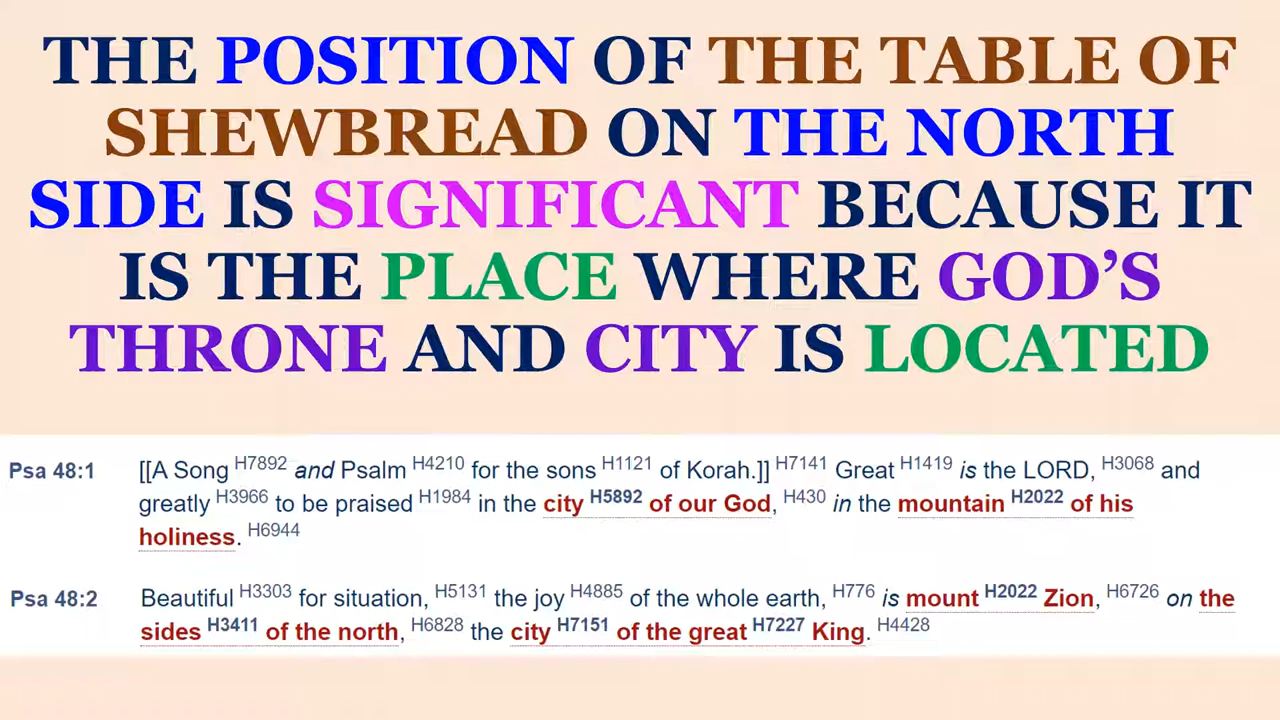 THE POSITION OF THE TABLE OF
SHEWBREAD ON THE NORTH
SIDE IS SIGNIFICANT BECAUSE IT
IS THE PLACE WHERE GOD’S
THRONE AND CITY IS LOCATED
Psa 48:1 [[A Song H7892 and Psalm H4210 for the sons H1121 of Korah.]] H7141 Great H1419 is the LORD, H3068 and
greatly H3966 to be praised H1984 in the city H5892 of our God, H430 in the mountain H2022 of his
holiness. H6944
Psa 48:2 Beautiful H3303 for situation, H5131 the joy H4885 of the whole earth, H776 is mount H2022 Zion, H6726 on the
sides H3411 of the north, H6828 the city H7151 of the great H7227 King. H4428